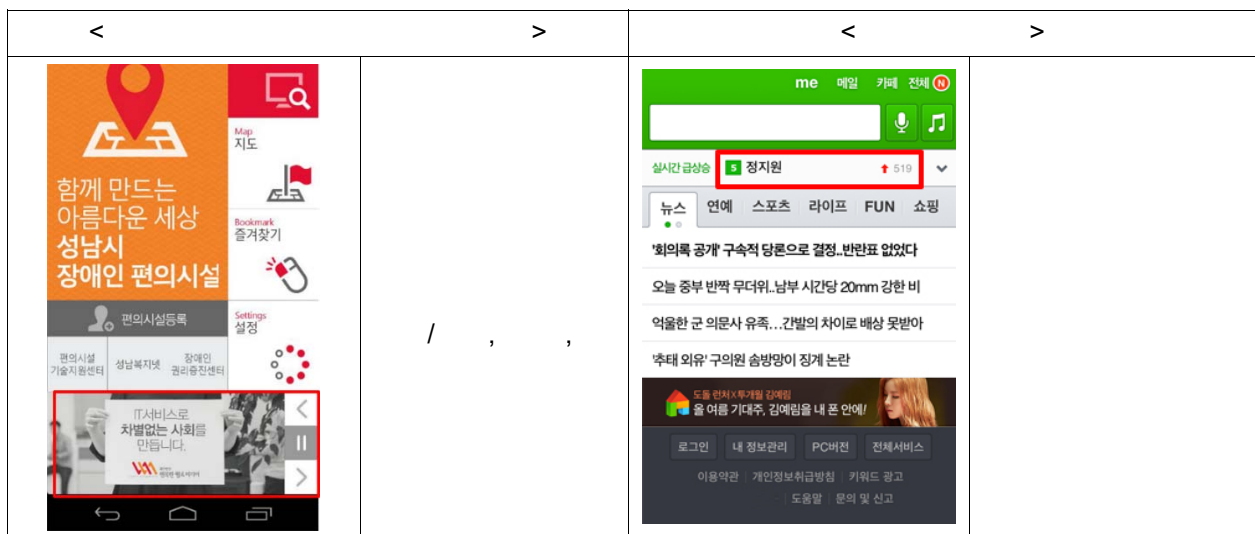 < >
< >
Map
지도
함께 만드는
아름다운 세상
성남시
장애인 편의시설
Bookmark
즐겨찾기
편의시설등록
Settings
설정
편의시설
기술지원센터
성남복지넷
장애인
권리증진센터
IT서비스로
차별없는 사회를
만듭니다.
/ , ,
me 메일 카페 전체 N
실시간 급상승 5 정지원 519
뉴스 연예 스포츠 라이프 FUN 쇼핑
'회의록 공개' 구속적 당론으로 결정..반란표 없었다
오늘 중부 반짝 무더위..남부 시간당 20mm 강한 비
억울한 군 의문사 유족…간발의 차이로 배상 못받아
'추태 외유' 구의원 솜방망이 징계 논란
도돌 런처X투개월 김예림
올 여름 기대주, 김예림을 내 폰 안에!
로그인 내 정보관리 PC버전 전체서비스
이용약관 개인정보취급방침 키워드 광고
도움말 문의 및 신고